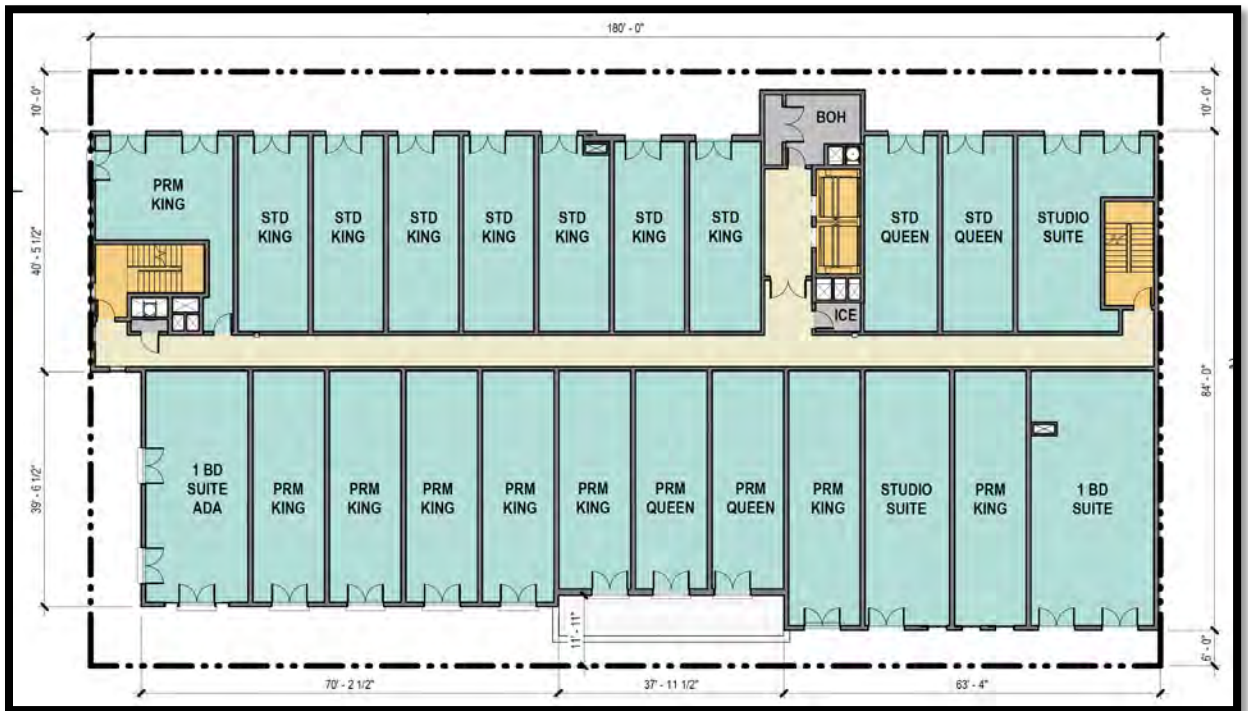 180' - 0"
10' - 0"
10' - 0"
BOH
PRM
KING
STD
KING
STD
KING
STD
KING
STD
KING
STD
KING
STD
KING
STD
KING
STD
QUEEN
STD
QUEEN
STUDIO
SUITE
40' - 5 1/2"
ICE
84' - 0"
39' - 6 1/2"
1 BD
SUITE
ADA
PRM
KING
PRM
KING
PRM
KING
PRM
KING
PRM
KING
PRM
QUEEN
PRM
QUEEN
PRM
KING
STUDIO
SUITE
PRM
KING
1 BD
SUITE
11' - 11"
6' - 0"
70' - 2 1/2"
37' - 11 1/2"
63' - 4"